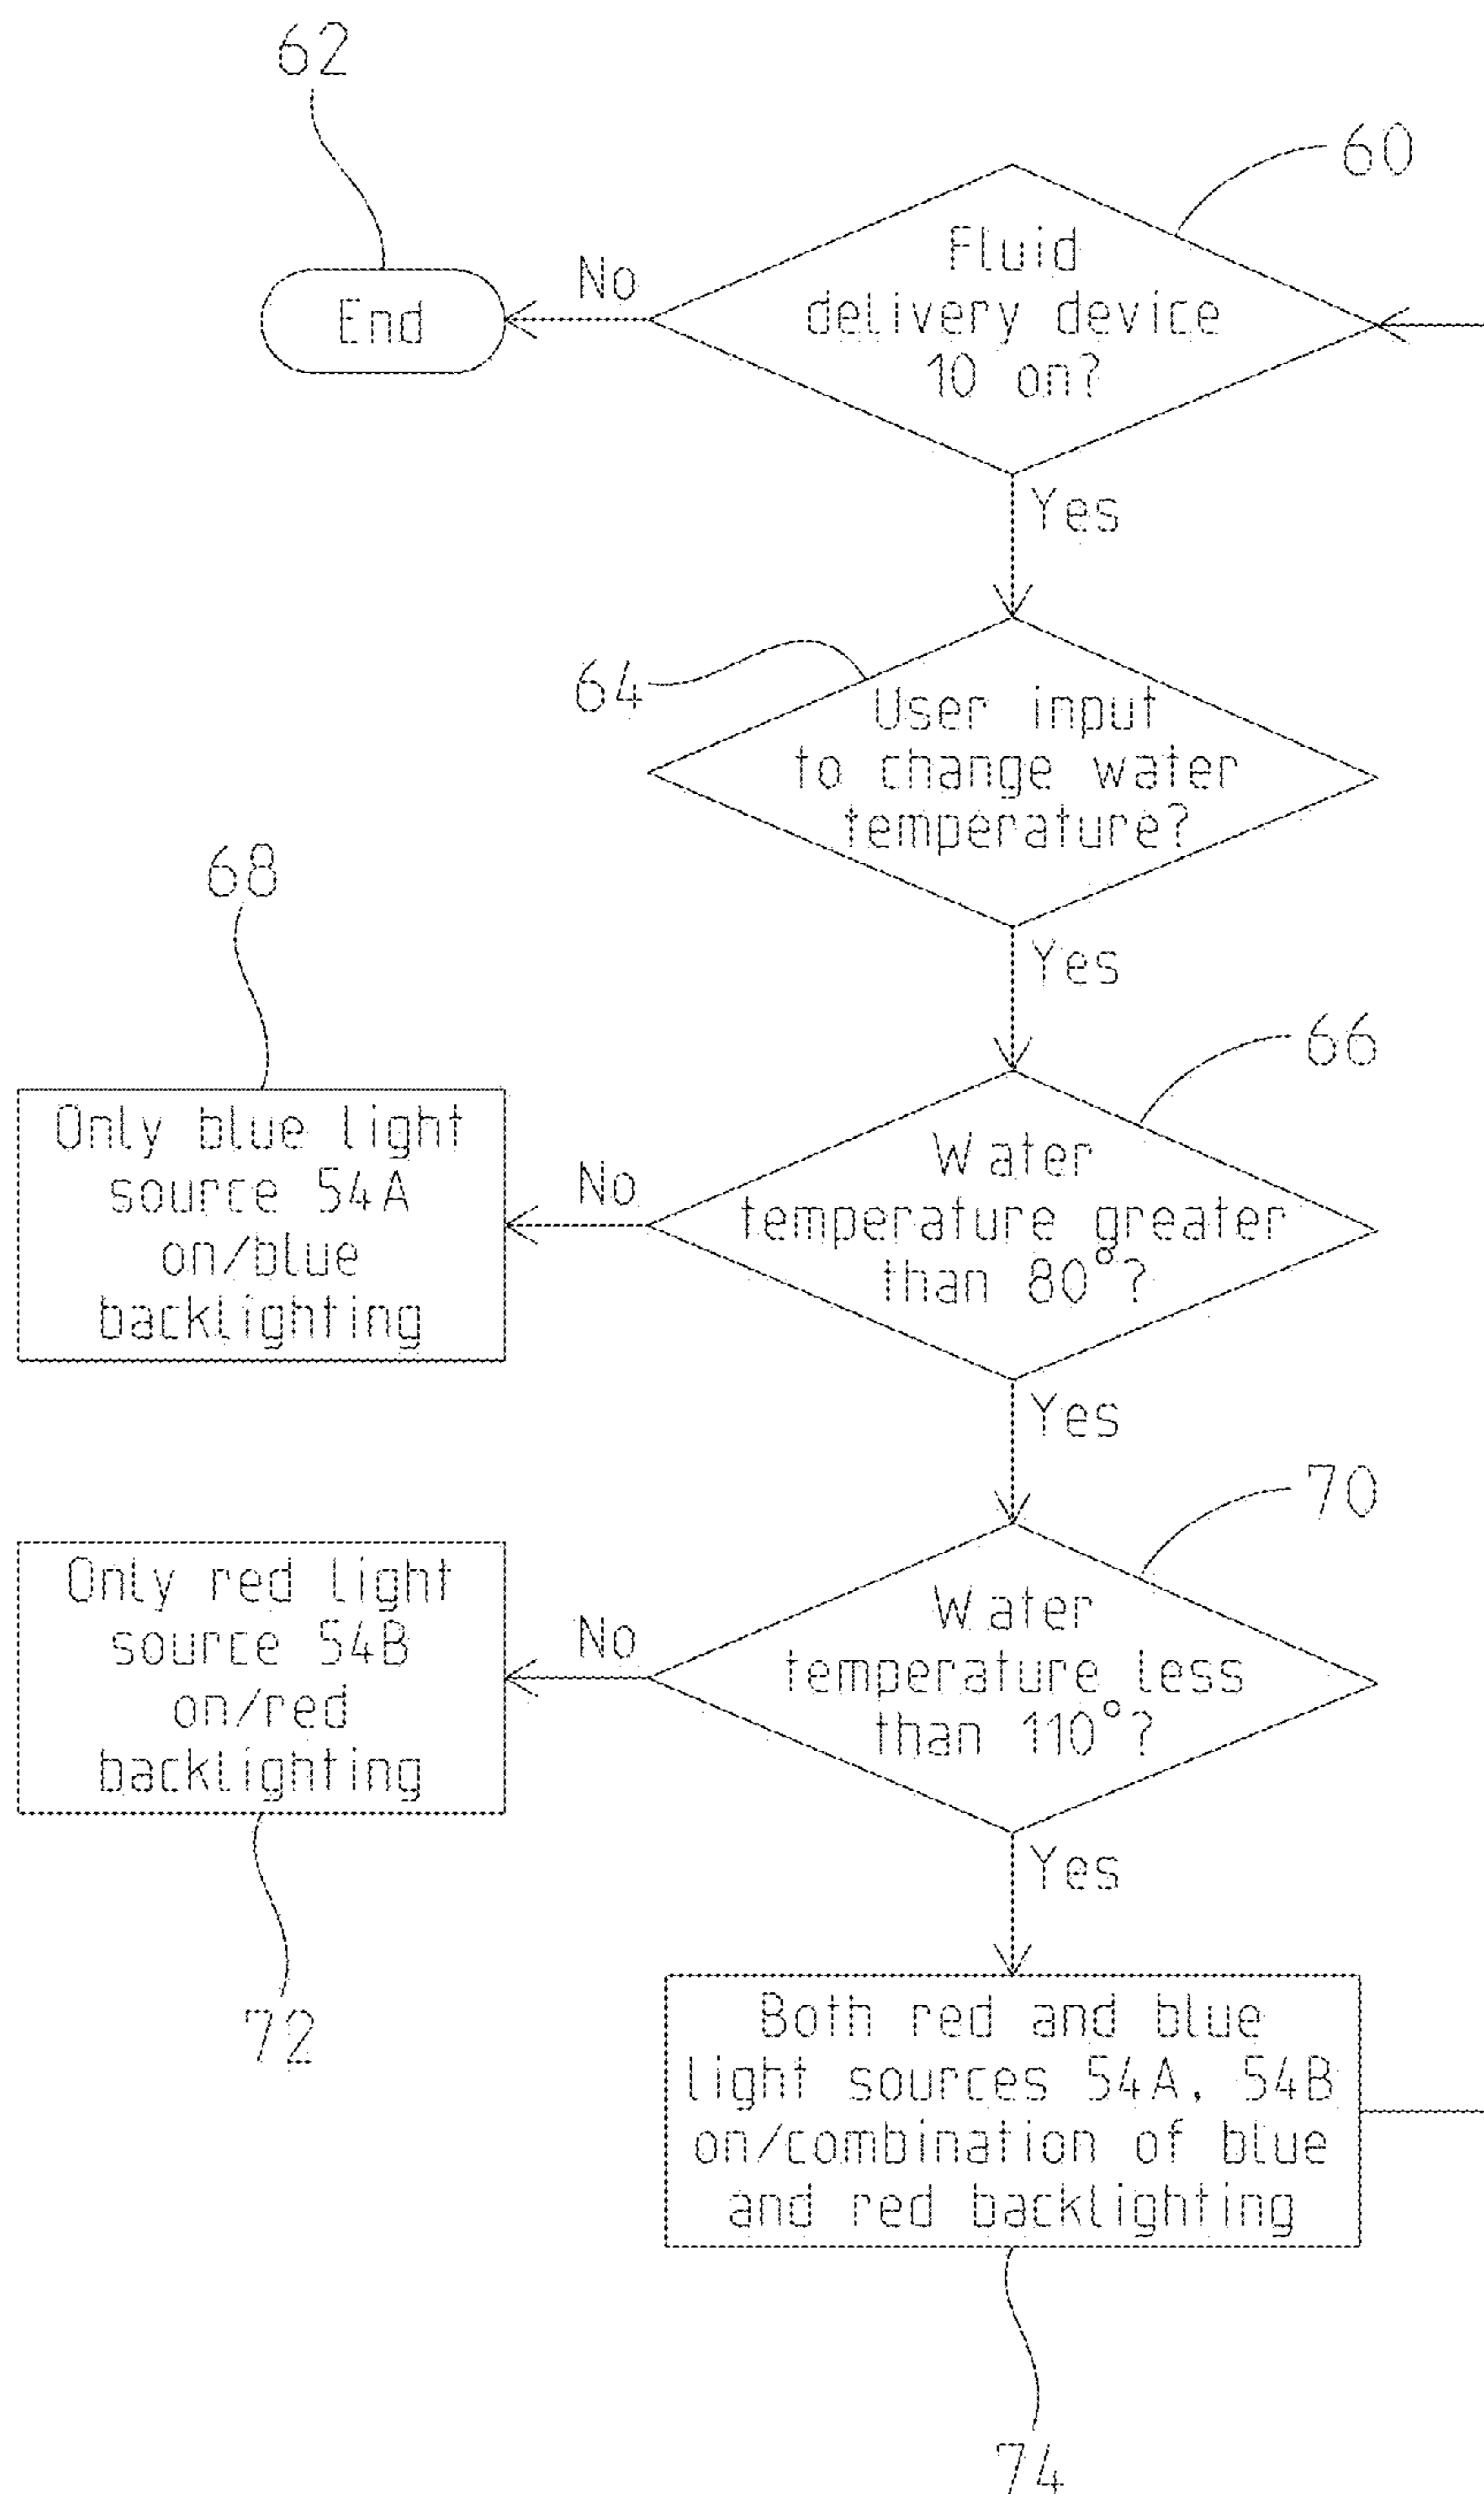 62
60
Fluid
delivery device
10 on?
No
End
Yes
64
User input
to change water
temperature?
Yes
68
66
Only blue light
source 54A
on/blue
backlighting
No
Water
temperature greater
than 80°?
Yes
70
Only red light
source 54B
on/red
backlighting
No
Water
temperature less
than 110°?
Yes
72
Both red and blue
light sources 54A, 54B
on/combination of blue
and red backlighting
74